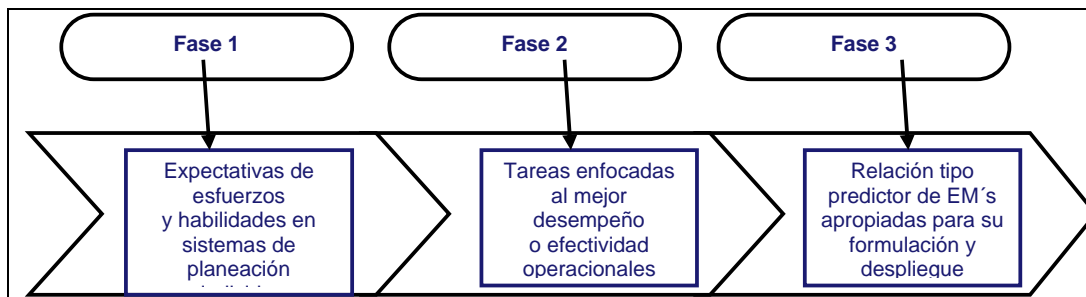 Fase 1
Fase 2
Fase 3
Expectativas de
esfuerzos
y habilidades en
sistemas de
planeación
Tareas enfocadas
al mejor
desempeño
o efectividad
operacionales
Relación tipo
predictor de EM´s
apropiadas para su
formulación y
despliegue